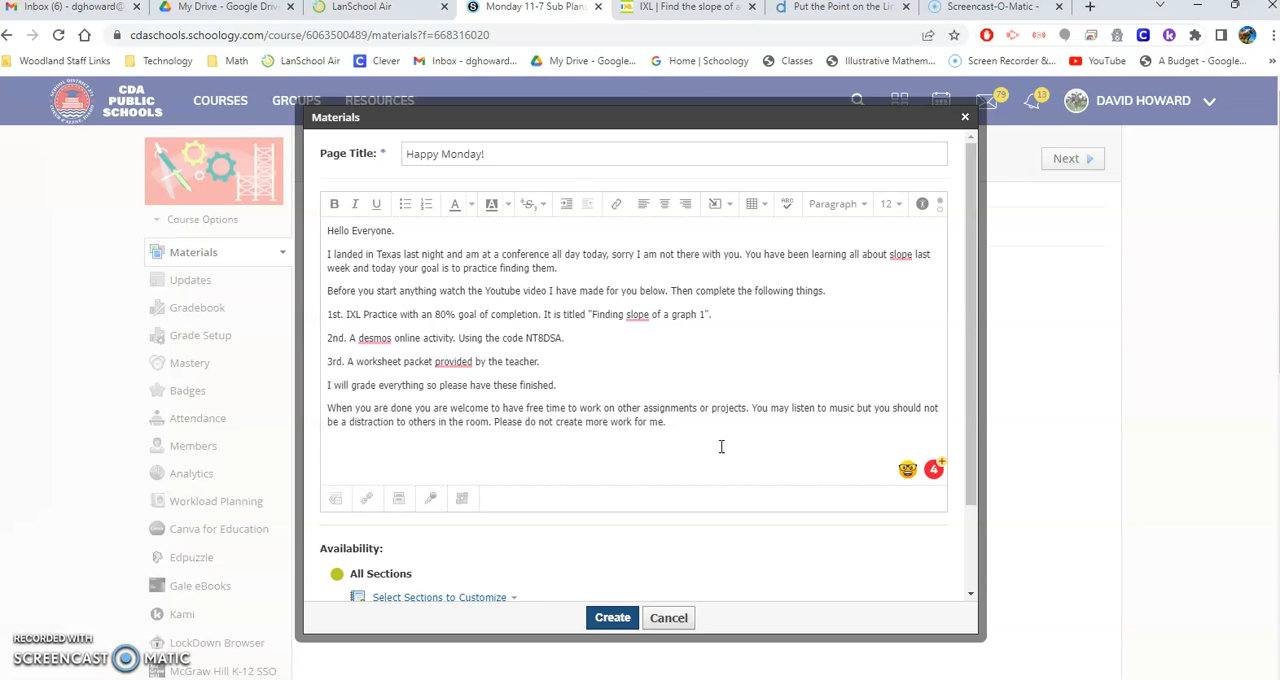 Inbox (6) - dghoward@
My Drive - Google Driv
LanSchool Air
Monday 11-7 Sub Plans
IXL | Find the slope of a
Put the Point on the Lin
Screencast-O-Matic -
cdaschools.schoology.com/course/6063500489/materials?f=668316020
Woodland Staff Links
Technology
Math
LanSchool Air
Clever
Inbox - dghoward...
My Drive - Google...
Home | Schoology
Classes
Illustrative Mathem...
Screen Recorder &...
YouTube
A Budget - Google...
CDA
PUBLIC
SCHOOLS
COURSES
GROUPS
RESOURCES
79
13
DAVID HOWARD
Next
Course Options
Materials
Updates
Gradebook
Grade Setup
Mastery
Badges
Attendance
Members
Analytics
Workload Planning
Canva for Education
Edpuzzle
Gale eBooks
Kami
LockDown Browser
McGraw Hill K-12 SSO
Materials
Page Title: *
Happy Monday!
B I U
Paragraph
12
Hello Everyone.
I landed in Texas last night and am at a conference all day today, sorry I am not there with you. You have been learning all about slope last
week and today your goal is to practice finding them.
Before you start anything watch the Youtube video I have made for you below. Then complete the following things.
1st. IXL Practice with an 80% goal of completion. It is titled "Finding slope of a graph 1".
2nd. A desmos online activity. Using the code NT8DSA.
3rd. A worksheet packet provided by the teacher.
I will grade everything so please have these finished.
When you are done you are welcome to have free time to work on other assignments or projects. You may listen to music but you should not
be a distraction to others in the room. Please do not create more work for me.
4
Availability:
All Sections
Select Sections to Customize
Create
Cancel
RECORDED WITH
SCREENCAST MATIC